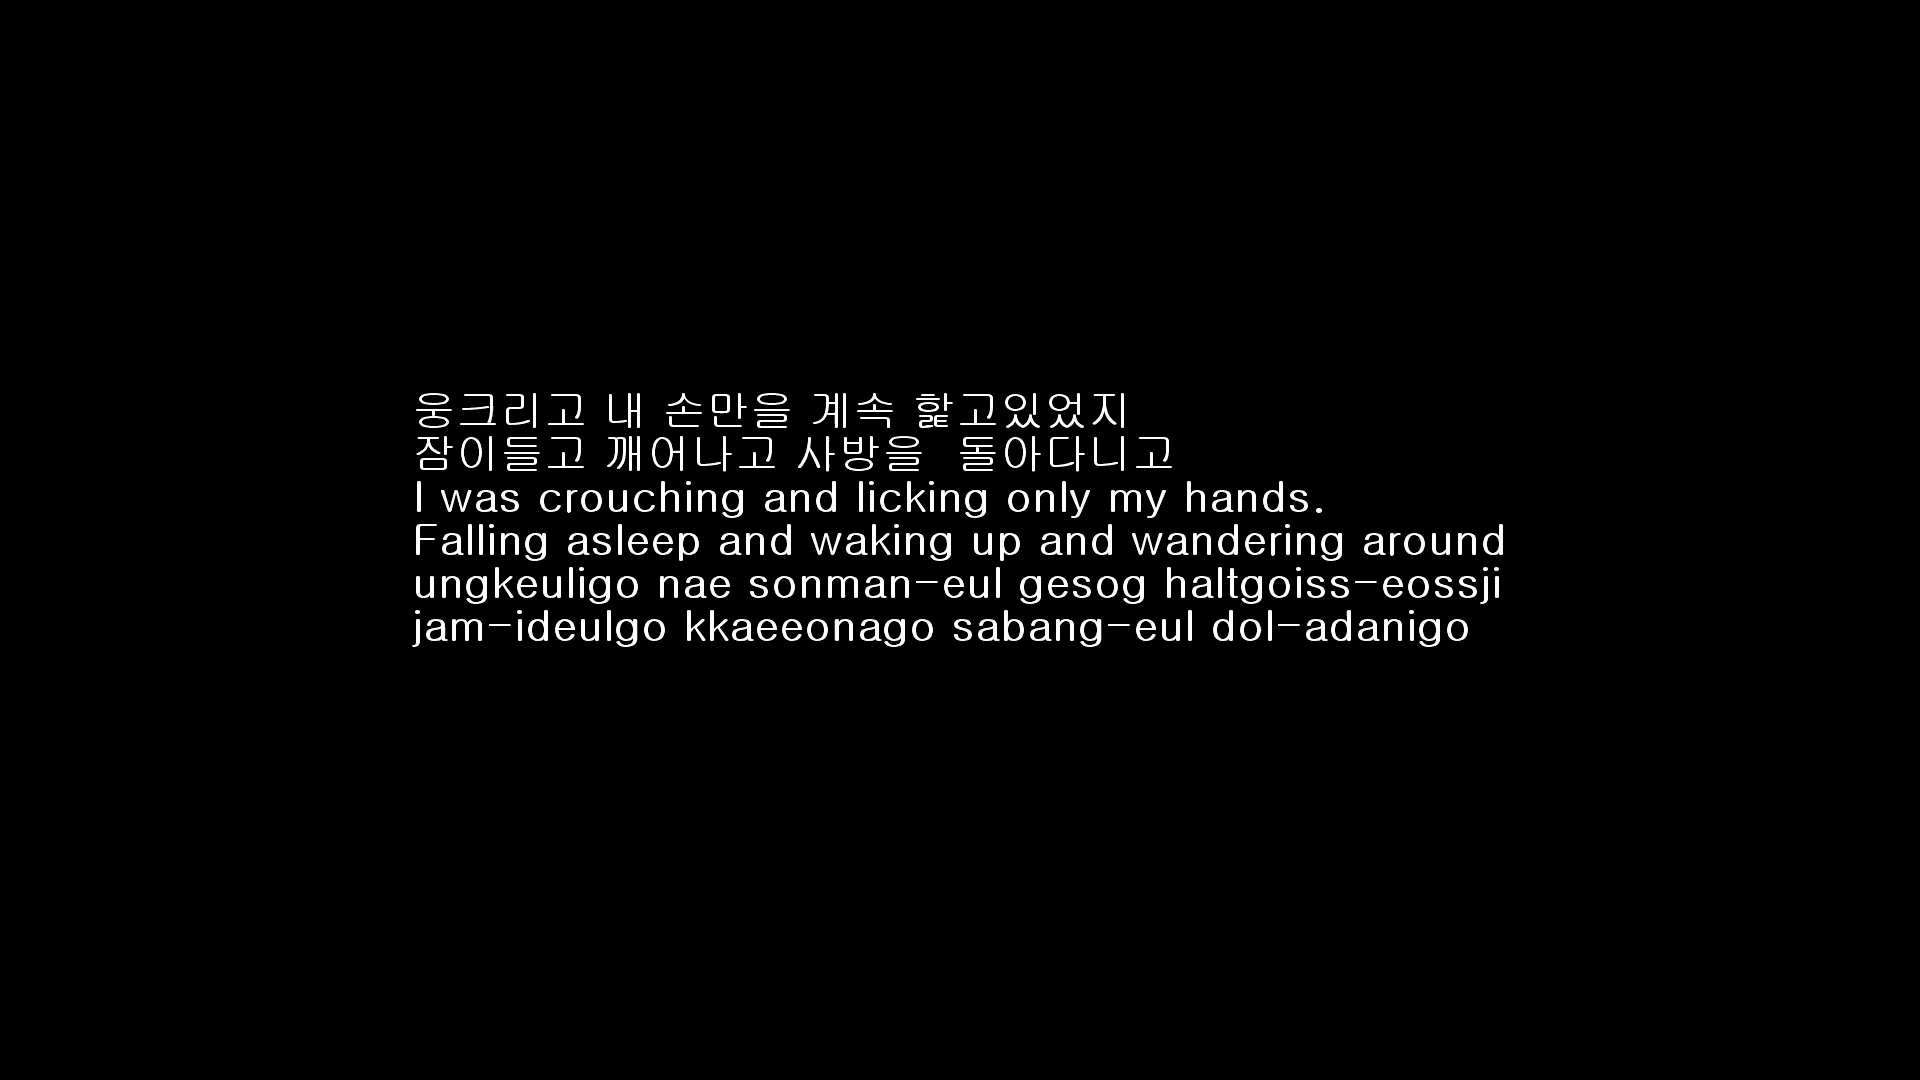 웅크리고 내 손만을 계속 핥고있었지
잠이들고 깨어나고 사방을  돌아다니고
I was crouching and licking only my hands.
Falling asleep and waking up and wandering around
ungkeuligo nae sonman-eul gesog haltgoiss-eossji
jam-ideulgo kkaeeonago sabang-eul dol-adanigo